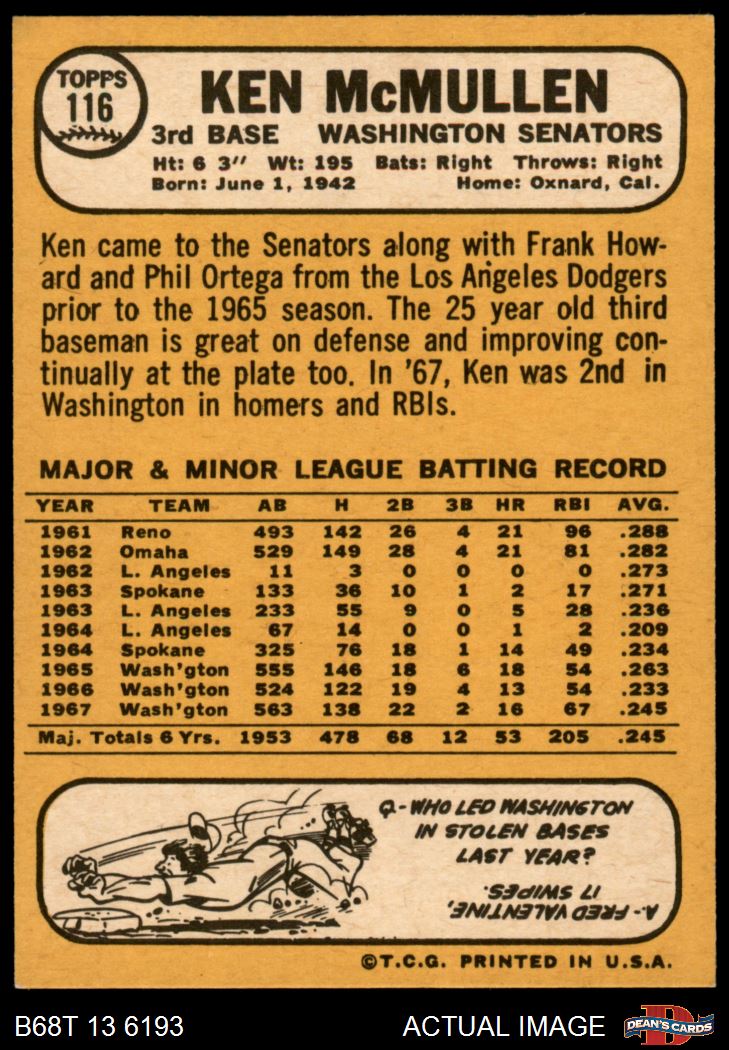 TOPPS
116
KEN McMULLEN
3rd BASE WASHINGTON SENATORS
Ht: 6 3" Wt: 195 Bats: Right Throws: Right
Born: June 1, 1942 Home: Oxnard, Cal.
Ken came to the Senators along with Frank How-
ard and Phil Ortega from the Los Angeles Dodgers
prior to the 1965 season. The 25 year old third
baseman is great on defense and improving con-
tinually at the plate too. In '67, Ken was 2nd in
Washington in homers and RBIs.
MAJOR & MINOR LEAGUE BATTING RECORD
YEAR TEAM AB H 2B 3B HR RBI AVG.
1961 Reno 493 142 26 4 21 96 .288
1962 Omaha 529 149 28 4 21 81 .282
1962 L. Angeles 11 3 0 0 0 0 .273
1963 Spokane 133 36 10 1 2 17 .271
1963 L. Angeles 233 55 9 0 5 28 .236
1964 L. Angeles 67 14 0 0 1 2 .209
1964 Spokane 325 76 18 1 14 49 .234
1965 Wash'gton 555 146 18 6 18 54 .263
1966 Wash'gton 524 122 19 4 13 54 .233
1967 Wash'gton 563 138 22 2 16 67 .245
Maj. Totals 6 Yrs. 1953 478 68 12 53 205 .245
Q-WHO LED WASHINGTON
IN STOLEN BASES
LAST YEAR?
A-FRED VALENTINE,
17 SWIPES.
©T.C.G. PRINTED IN U.S.A.
B68T 13 6193 ACTUAL IMAGE
DEAN'S CARDS